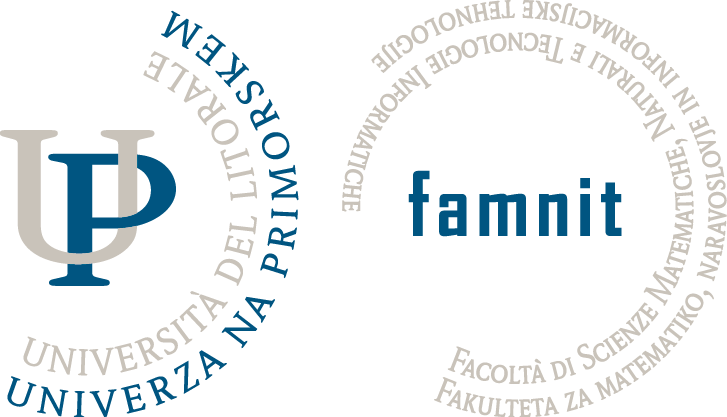 UP
UNIVERSITÀ DEL LITORALE
UNIVERZA NA PRIMORSKEM
famnit
Facoltà di Scienze Matematiche, Naturali e Tecnologie Informatiche
Fakulteta za matematiko, naravoslovje in informacijske tehnologije